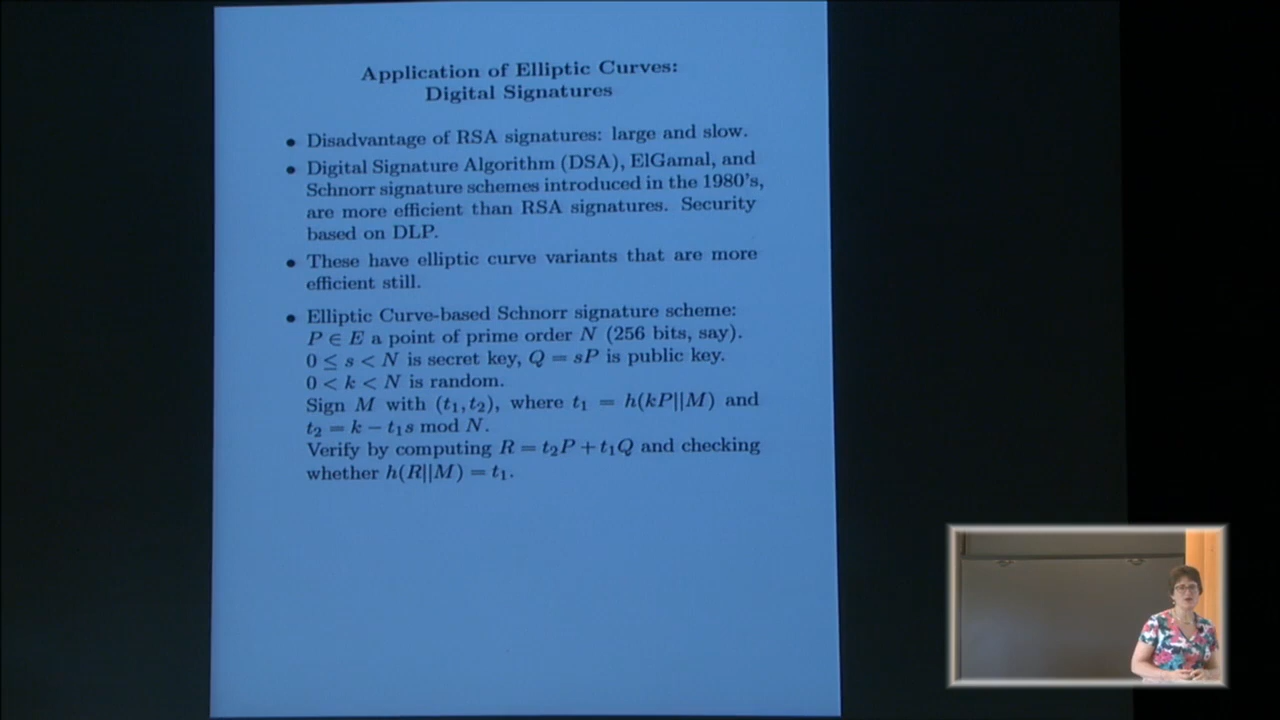 Application of Elliptic Curves:
Digital Signatures
• Disadvantage of RSA signatures: large and slow.
• Digital Signature Algorithm (DSA), ElGamal, and
Schnorr signature schemes introduced in the 1980's,
are more efficient than RSA signatures. Security
based on DLP.
• These have elliptic curve variants that are more
efficient still.
• Elliptic Curve-based Schnorr signature scheme:
P ∈ E a point of prime order N (256 bits, say).
0 ≤ s < N is secret key, Q = sP is public key.
0 < k < N is random.
Sign M with (t₁, t₂), where t₁ = h(kP||M) and
t₂ = k − t₁s mod N.
Verify by computing R = t₂P + t₁Q and checking
whether h(R||M) = t₁.